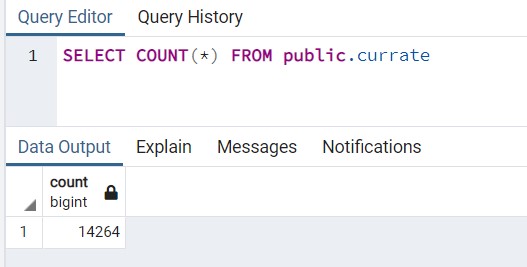 Query Editor Query History
1 SELECT COUNT(*) FROM public.currate
Data Output Explain Messages Notifications
count
bigint
1 14264